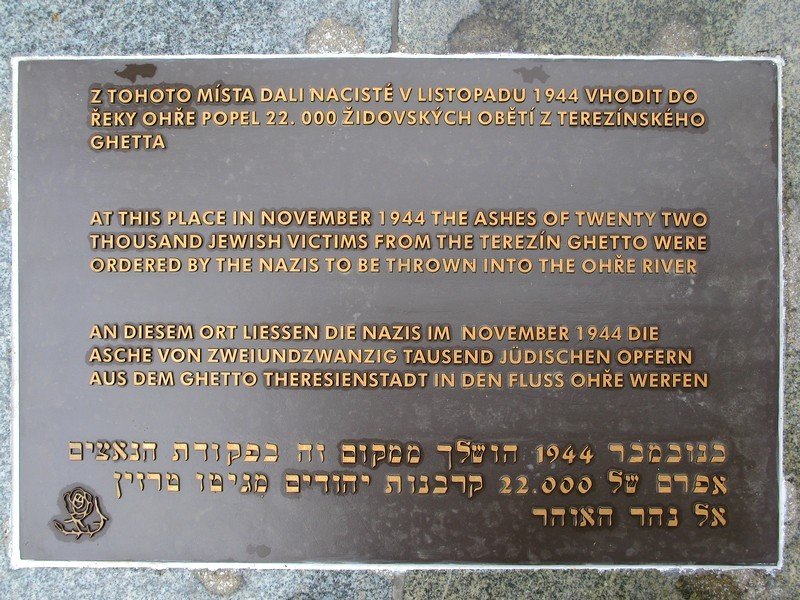 Z TOHOTO MÍSTA DALI NACISTÉ V LISTOPADU 1944 VHODIT DO
ŘEKY OHŘE POPEL 22. 000 ŽIDOVSKÝCH OBĚTÍ Z TEREZÍNSKÉHO
GHETTA
AT THIS PLACE IN NOVEMBER 1944 THE ASHES OF TWENTY TWO
THOUSAND JEWISH VICTIMS FROM THE TEREZÍN GHETTO WERE
ORDERED BY THE NAZIS TO BE THROWN INTO THE OHŘE RIVER
AN DIESEM ORT LIESSEN DIE NAZIS IM NOVEMBER 1944 DIE
ASCHE VON ZWEIUNDZWANZIG TAUSEND JÜDISCHEN OPFERN
AUS DEM GHETTO THERESIENSTADT IN DEN FLUSS OHŘE WERFEN
בנובמבר 1944 הושלך ממקום זה בפקודת הנאצים
אפרם של 22.000 קרבנות יהודים מגיטו טרזין
אל נהר האוהר